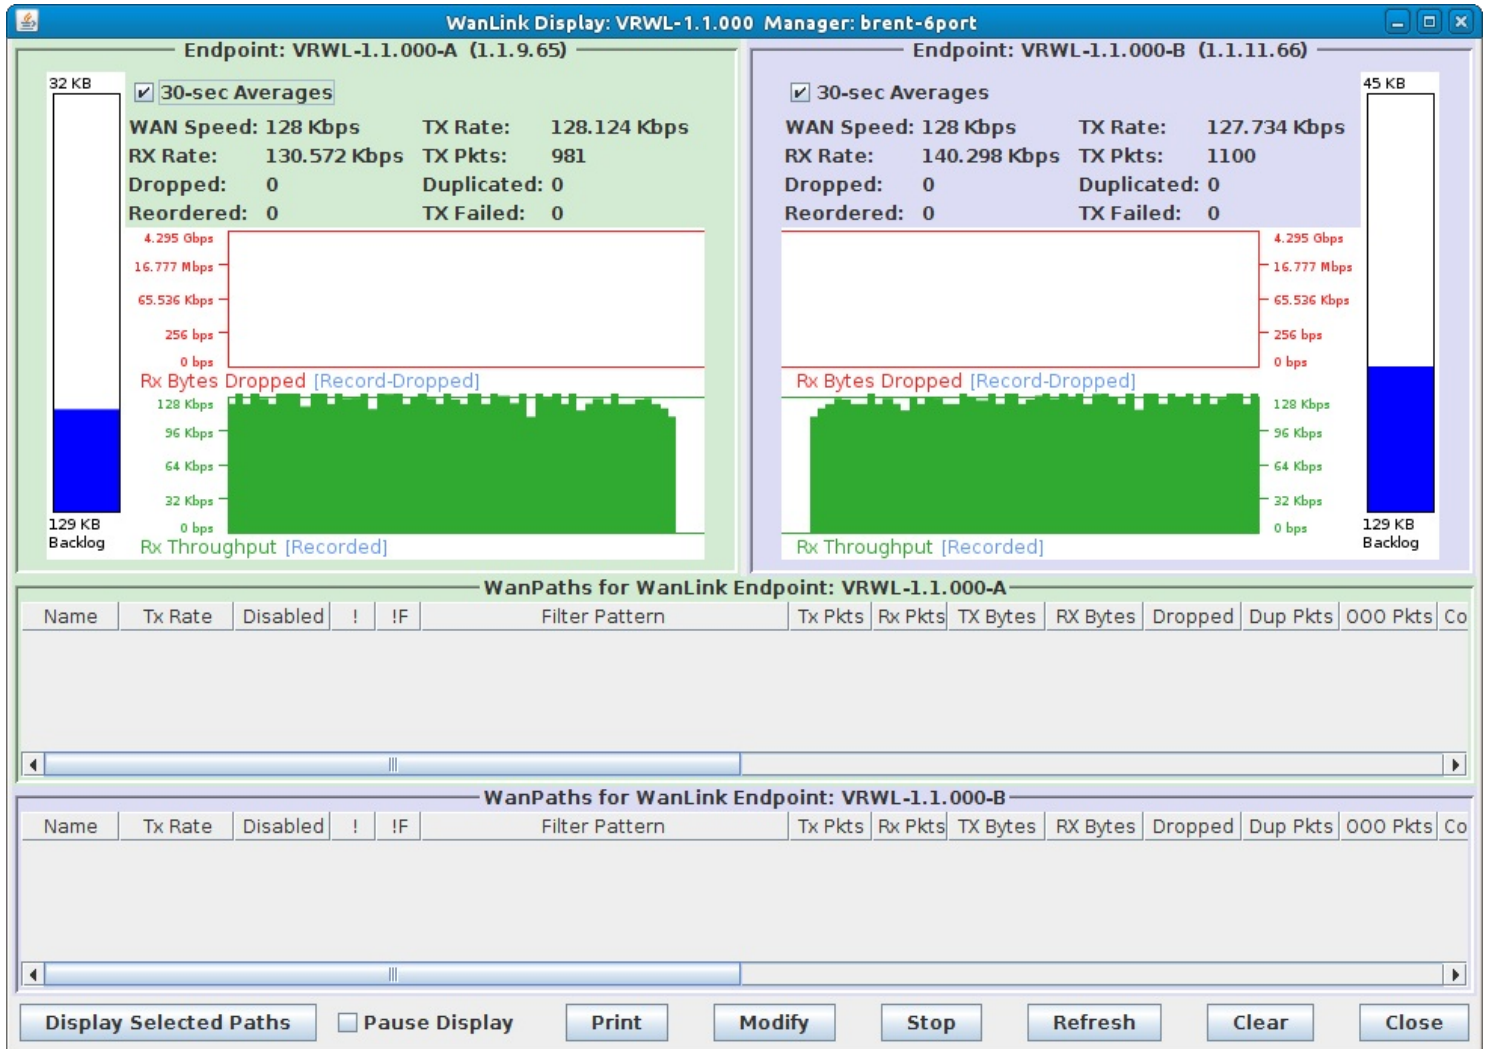 WanLink Display: VRWL-1.1.000 Manager: brent-6port
Endpoint: VRWL-1.1.000-A (1.1.9.65)
32 KB
30-sec Averages
WAN Speed: 128 Kbps TX Rate: 128.124 Kbps
RX Rate: 130.572 Kbps TX Pkts: 981
Dropped: 0 Duplicated: 0
Reordered: 0 TX Failed: 0
4.295 Gbps
16.777 Mbps
65.536 Kbps
256 bps
0 bps
Rx Bytes Dropped [Record-Dropped]
128 Kbps
96 Kbps
64 Kbps
32 Kbps
0 bps
Rx Throughput [Recorded]
129 KB
Backlog
Endpoint: VRWL-1.1.000-B (1.1.11.66)
45 KB
30-sec Averages
WAN Speed: 128 Kbps TX Rate: 127.734 Kbps
RX Rate: 140.298 Kbps TX Pkts: 1100
Dropped: 0 Duplicated: 0
Reordered: 0 TX Failed: 0
4.295 Gbps
16.777 Mbps
65.536 Kbps
256 bps
0 bps
Rx Bytes Dropped [Record-Dropped]
128 Kbps
96 Kbps
64 Kbps
32 Kbps
0 bps
Rx Throughput [Recorded]
129 KB
Backlog
WanPaths for WanLink Endpoint: VRWL-1.1.000-A
Name Tx Rate Disabled ! !F Filter Pattern Tx Pkts Rx Pkts TX Bytes RX Bytes Dropped Dup Pkts OOO Pkts Co
WanPaths for WanLink Endpoint: VRWL-1.1.000-B
Name Tx Rate Disabled ! !F Filter Pattern Tx Pkts Rx Pkts TX Bytes RX Bytes Dropped Dup Pkts OOO Pkts Co
Display Selected Paths Pause Display Print Modify Stop Refresh Clear Close